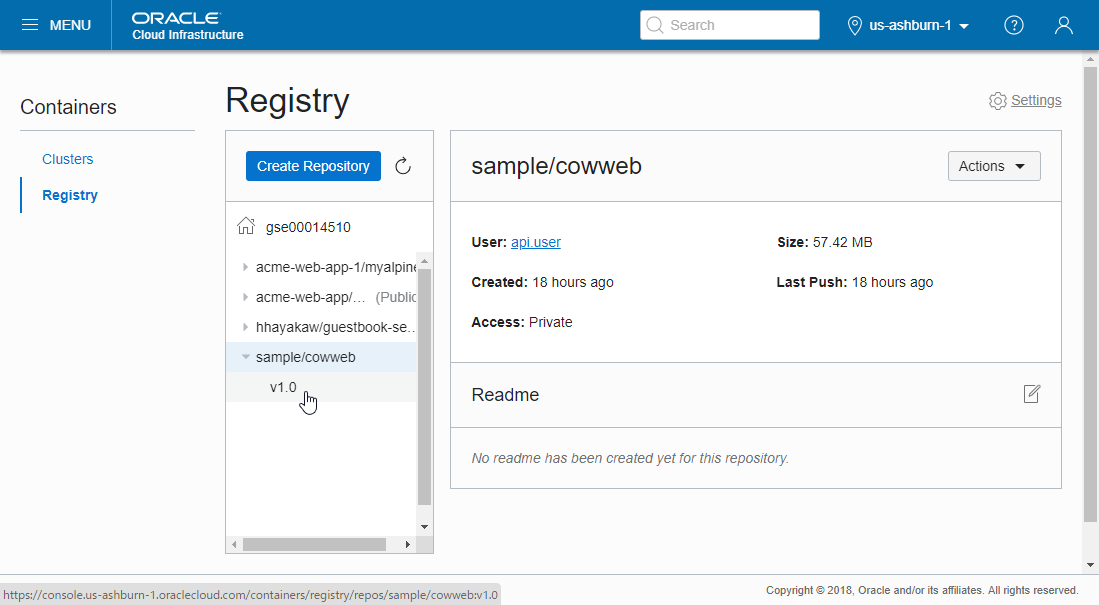 MENU
ORACLE
Cloud Infrastructure
Search
us-ashburn-1
?
Containers
Clusters
Registry
Registry
Settings
Create Repository
gse00014510
acme-web-app-1/myalpine
acme-web-app/... (Public
hhayakaw/guestbook-se...
sample/cowweb
v1.0
sample/cowweb
Actions
User: api.user
Size: 57.42 MB
Created: 18 hours ago
Last Push: 18 hours ago
Access: Private
Readme
No readme has been created yet for this repository.
https://console.us-ashburn-1.oraclecloud.com/containers/registry/repos/sample/cowweb:v1.0
Copyright © 2018, Oracle and/or its affiliates. All rights reserved.